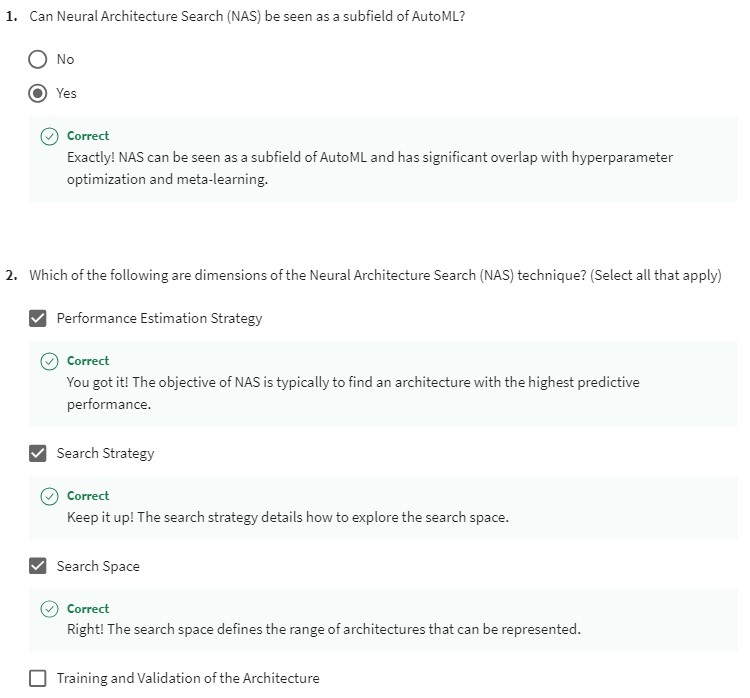 1. Can Neural Architecture Search (NAS) be seen as a subfield of AutoML?
No
Yes
Correct
Exactly! NAS can be seen as a subfield of AutoML and has significant overlap with hyperparameter
optimization and meta-learning.
2. Which of the following are dimensions of the Neural Architecture Search (NAS) technique? (Select all that apply)
Performance Estimation Strategy
Correct
You got it! The objective of NAS is typically to find an architecture with the highest predictive
performance.
Search Strategy
Correct
Keep it up! The search strategy details how to explore the search space.
Search Space
Correct
Right! The search space defines the range of architectures that can be represented.
Training and Validation of the Architecture